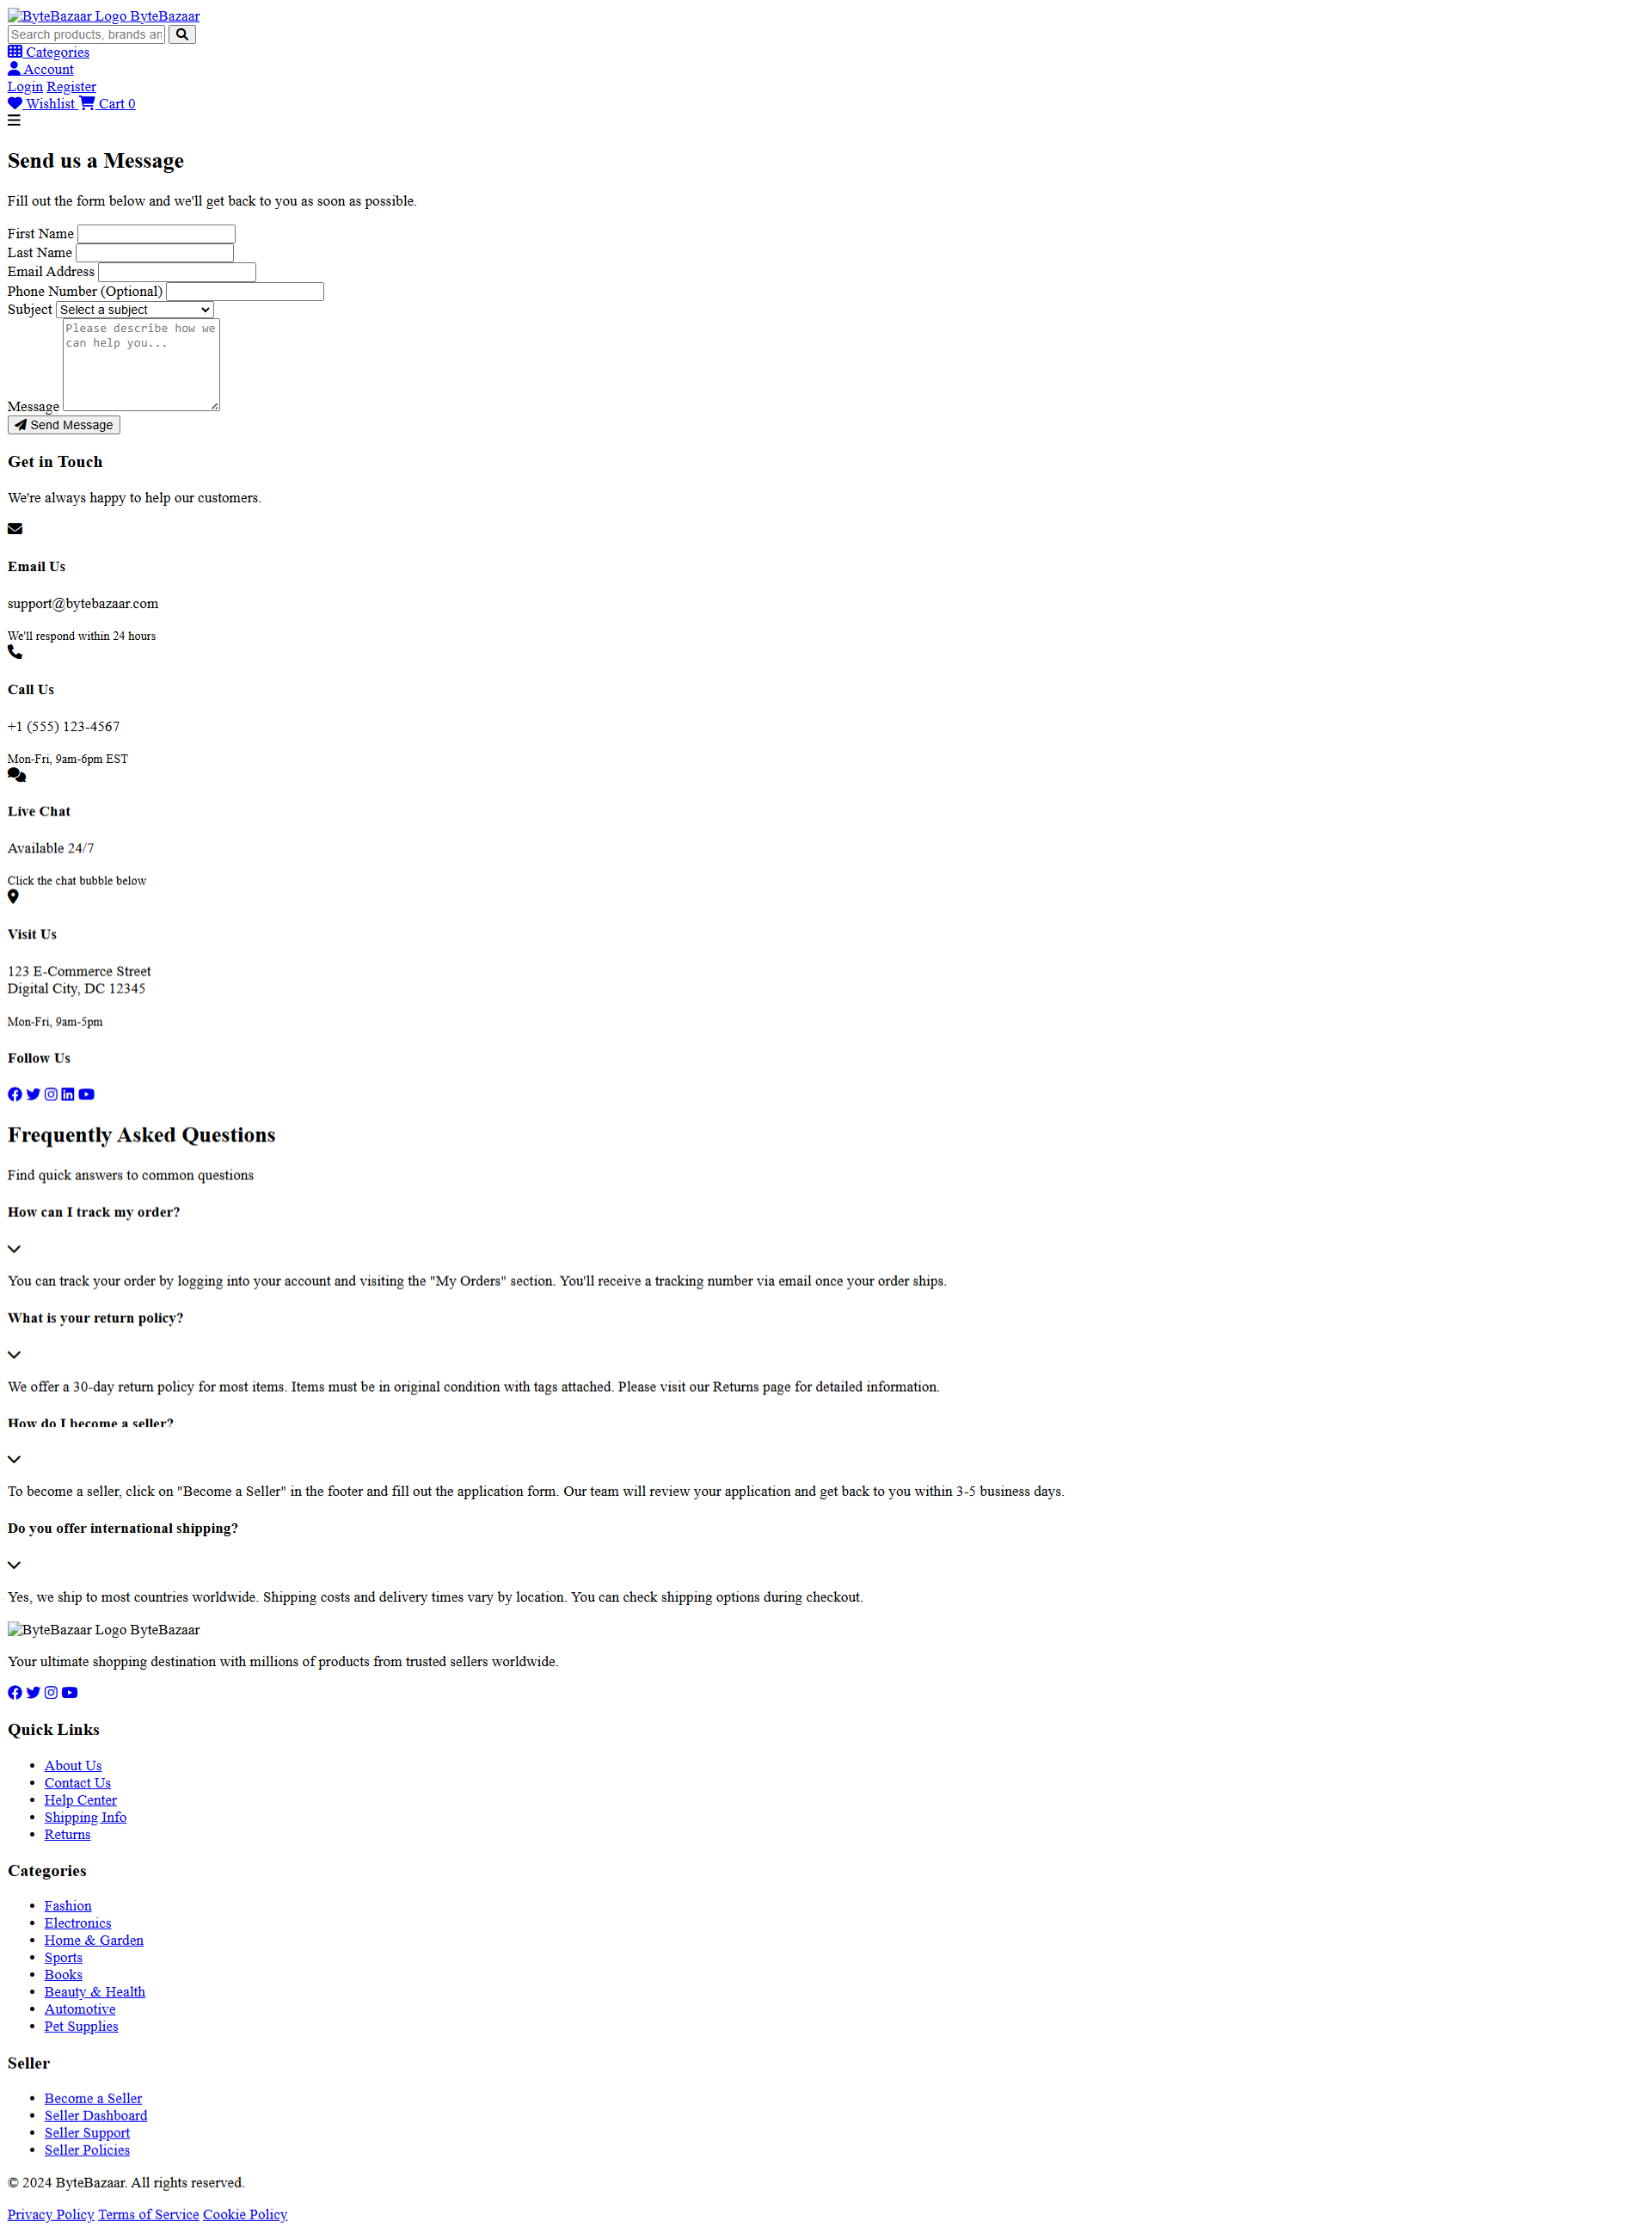 ByteBazaar Logo ByteBazaar
Search products, brands an
Categories
Account
Login Register
Wishlist Cart 0
Send us a Message
Fill out the form below and we'll get back to you as soon as possible.
First Name
Last Name
Email Address
Phone Number (Optional)
Subject Select a subject
Please describe how we
can help you...
Message
Send Message
Get in Touch
We're always happy to help our customers.
Email Us
support@bytebazaar.com
We'll respond within 24 hours
Call Us
+1 (555) 123-4567
Mon-Fri, 9am-6pm EST
Live Chat
Available 24/7
Click the chat bubble below
Visit Us
123 E-Commerce Street
Digital City, DC 12345
Mon-Fri, 9am-5pm
Follow Us
Frequently Asked Questions
Find quick answers to common questions
How can I track my order?
You can track your order by logging into your account and visiting the "My Orders" section. You'll receive a tracking number via email once your order ships.
What is your return policy?
We offer a 30-day return policy for most items. Items must be in original condition with tags attached. Please visit our Returns page for detailed information.
How do I become a seller?
To become a seller, click on "Become a Seller" in the footer and fill out the application form. Our team will review your application and get back to you within 3-5 business days.
Do you offer international shipping?
Yes, we ship to most countries worldwide. Shipping costs and delivery times vary by location. You can check shipping options during checkout.
ByteBazaar Logo ByteBazaar
Your ultimate shopping destination with millions of products from trusted sellers worldwide.
Quick Links
About Us
Contact Us
Help Center
Shipping Info
Returns
Categories
Fashion
Electronics
Home & Garden
Sports
Books
Beauty & Health
Automotive
Pet Supplies
Seller
Become a Seller
Seller Dashboard
Seller Support
Seller Policies
© 2024 ByteBazaar. All rights reserved.
Privacy Policy Terms of Service Cookie Policy